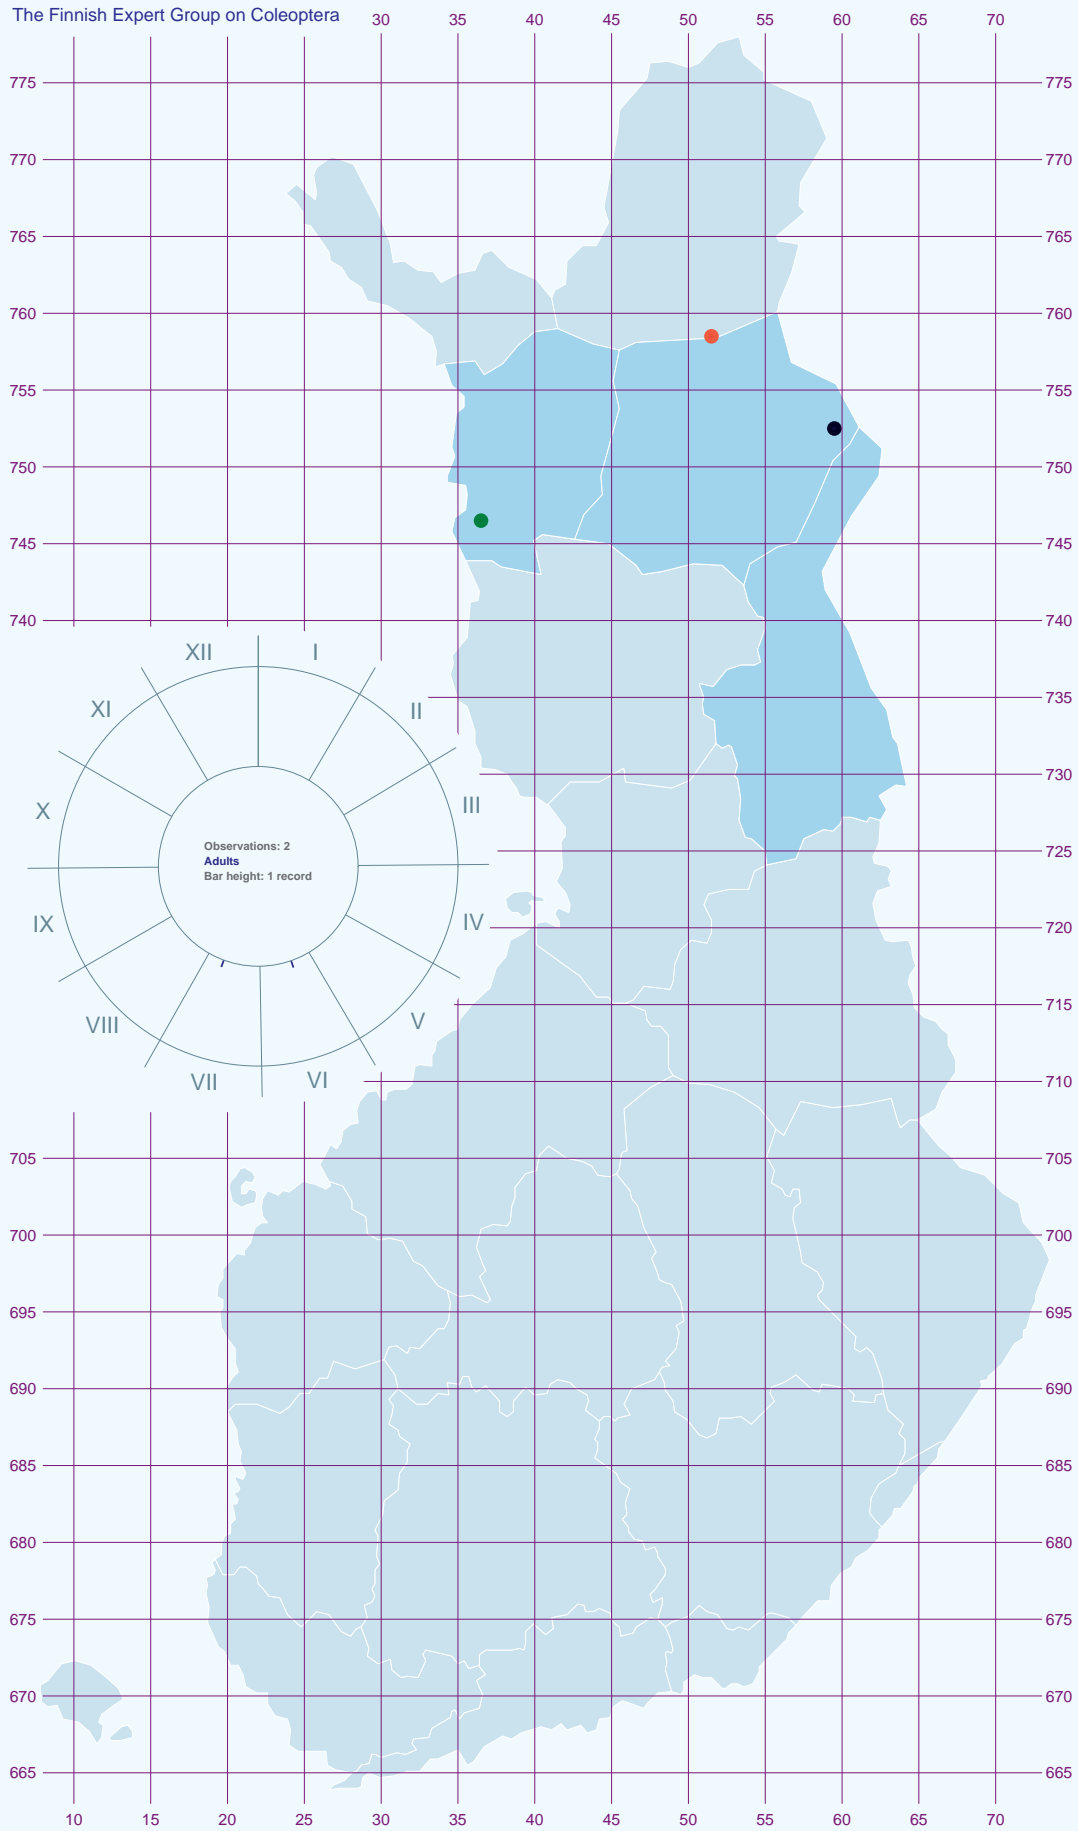 The Finnish Expert Group on Coleoptera
30 35 40 45 50 55 60 65 70
775 775
770 770
765 765
760 760
755 755
750 750
745 745
740 740
XII I
XI II
735
730
X III
Observations: 2
Adults
Bar height: 1 record
725
IX IV
720
VIII V
715
VII VI
710
705 705
700 700
695 695
690 690
685 685
680 680
675 675
670 670
665 665
10 15 20 25 30 35 40 45 50 55 60 65 70